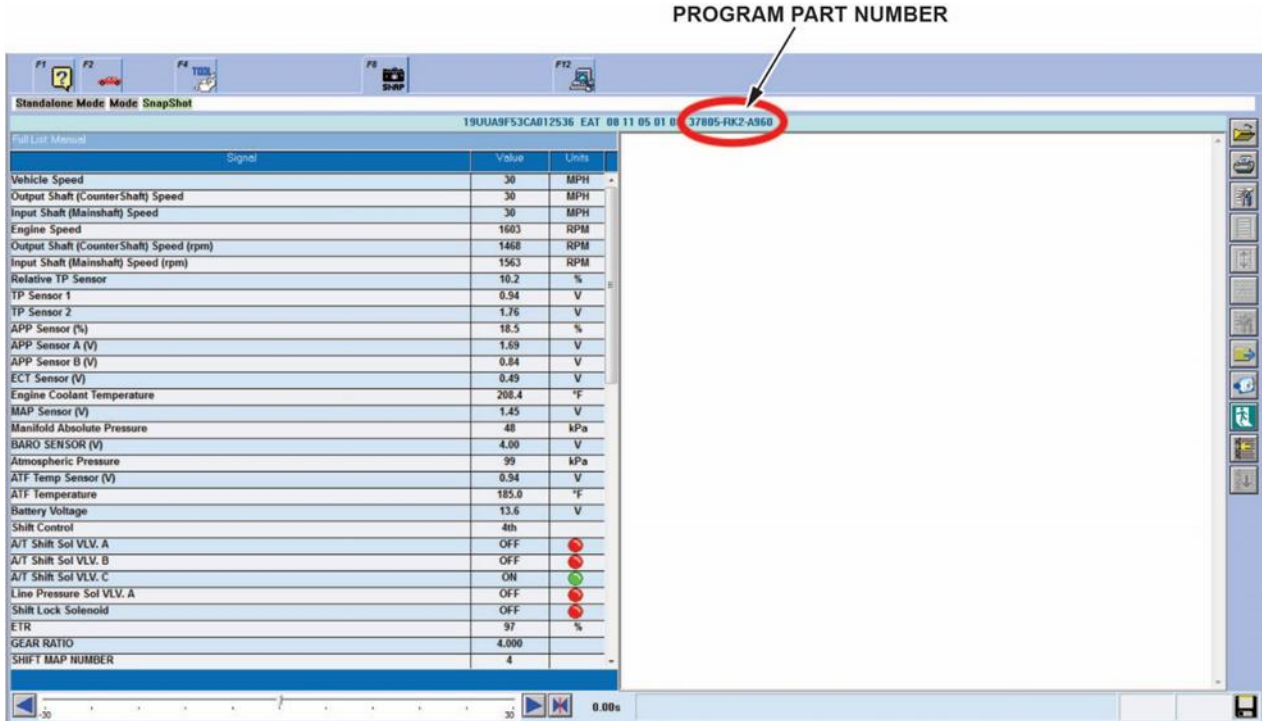 PROGRAM PART NUMBER
F1 F2 F4 TOOL F8 SNAP F12
Standalone Mode Mode SnapShot
19UUA9F53CA012536 EAT 08 11 05 01 0 37805-RK2-A960
Full List Manual
Signal Value Units
Vehicle Speed 30 MPH
Output Shaft (CounterShaft) Speed 30 MPH
Input Shaft (Mainshaft) Speed 30 MPH
Engine Speed 1603 RPM
Output Shaft (CounterShaft) Speed (rpm) 1468 RPM
Input Shaft (Mainshaft) Speed (rpm) 1563 RPM
Relative TP Sensor 10.2 %
TP Sensor 1 0.94 V
TP Sensor 2 1.76 V
APP Sensor (%) 18.5 %
APP Sensor A (V) 1.69 V
APP Sensor B (V) 0.84 V
ECT Sensor (V) 0.49 V
Engine Coolant Temperature 208.4 °F
MAP Sensor (V) 1.45 V
Manifold Absolute Pressure 48 kPa
BARO SENSOR (V) 4.00 V
Atmospheric Pressure 99 kPa
ATF Temp Sensor (V) 0.94 V
ATF Temperature 185.0 °F
Battery Voltage 13.6 V
Shift Control 4th
A/T Shift Sol VLV. A OFF
A/T Shift Sol VLV. B OFF
A/T Shift Sol VLV. C ON
Line Pressure Sol VLV. A OFF
Shift Lock Solenoid OFF
ETR 97 %
GEAR RATIO 4.000
SHIFT MAP NUMBER 4
-30 30 0.00s